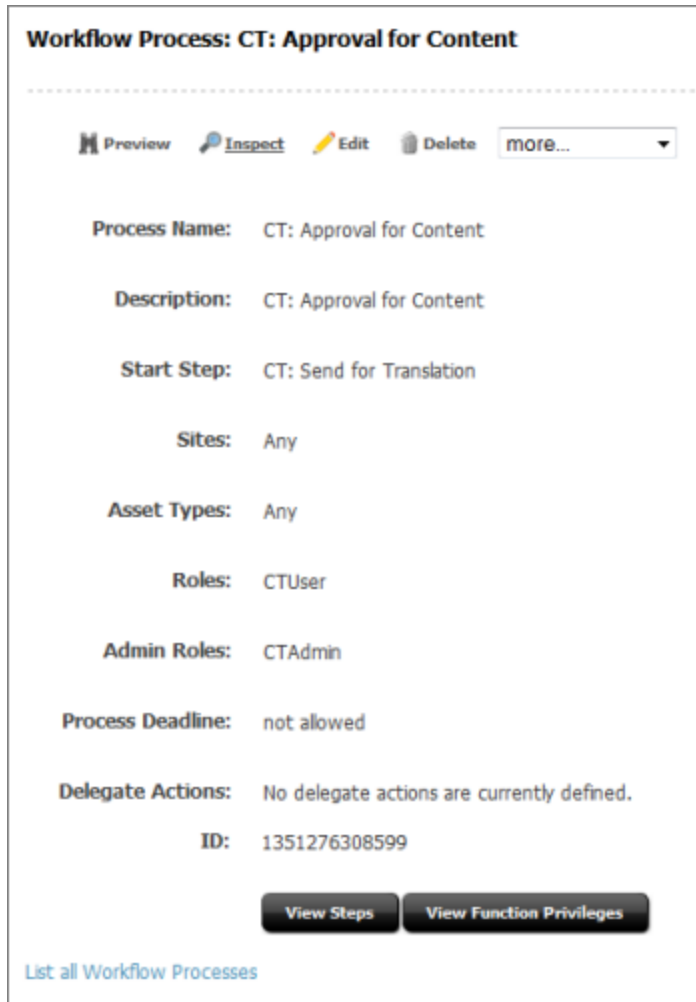 Workflow Process: CT: Approval for Content
Preview Inspect Edit Delete more...
Process Name: CT: Approval for Content
Description: CT: Approval for Content
Start Step: CT: Send for Translation
Sites: Any
Asset Types: Any
Roles: CTUser
Admin Roles: CTAdmin
Process Deadline: not allowed
Delegate Actions: No delegate actions are currently defined.
ID: 1351276308599
View Steps View Function Privileges
List all Workflow Processes